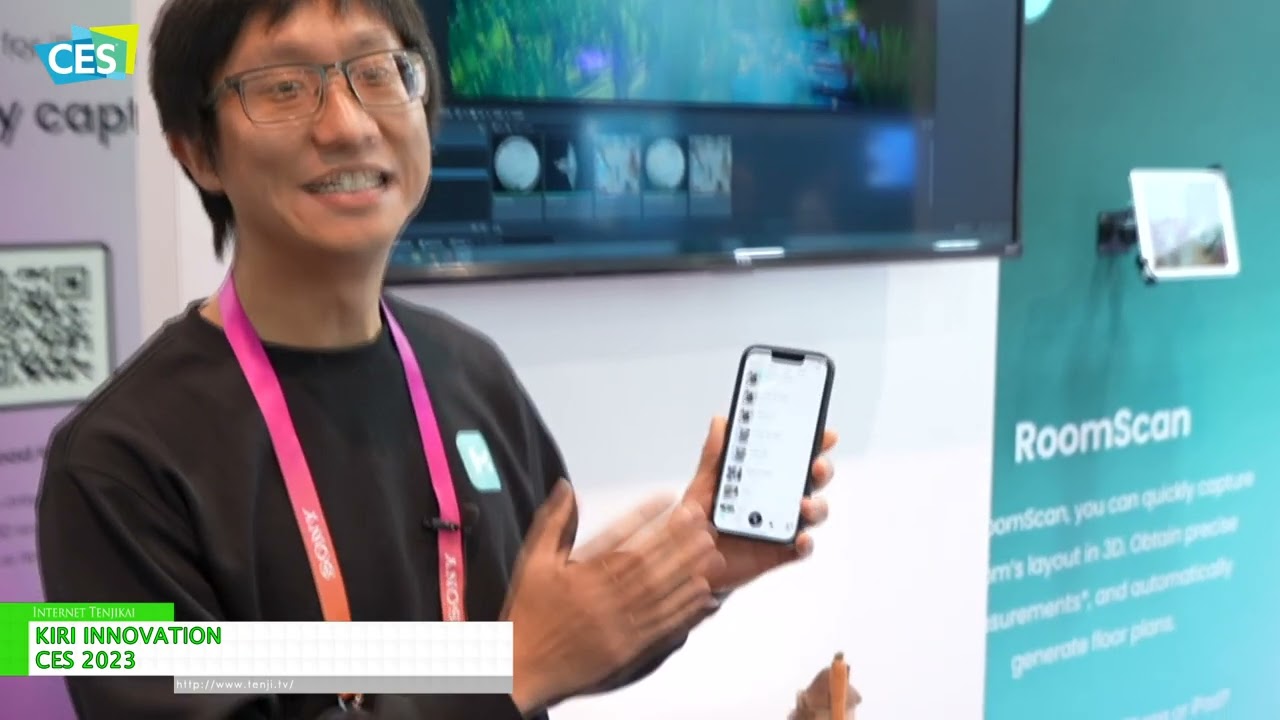 CES
for
y capt
RoomScan
oomScan, you can quickly capture
m's layout in 3D. Obtain precise
surements*, and automatically
generate floor plans.
SONY
SONY
INTERNET TENJIKAI
KIRI INNOVATION
CES 2023
http://www.tenji.tv/